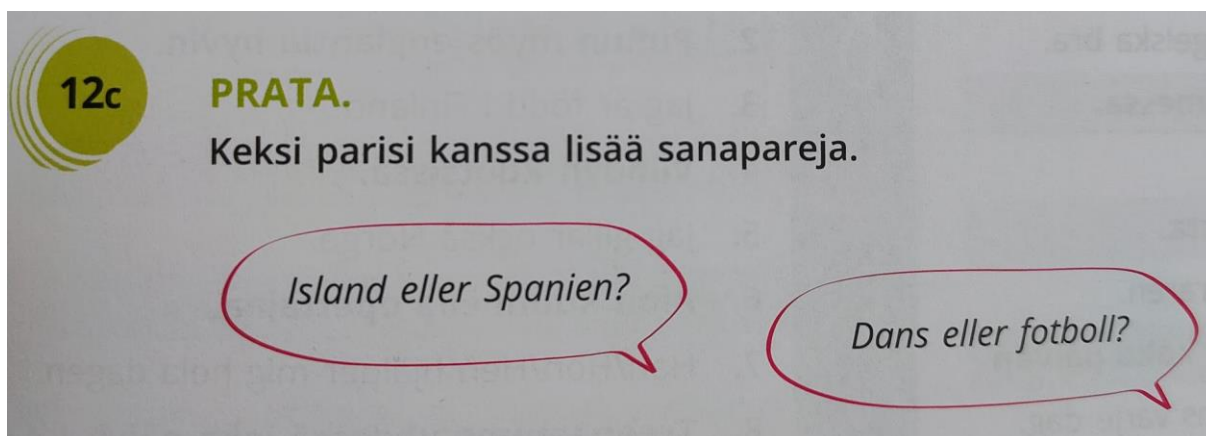 12c
PRATA.
Keksi parisi kanssa lisää sanapareja.
Island eller Spanien?
Dans eller fotboll?